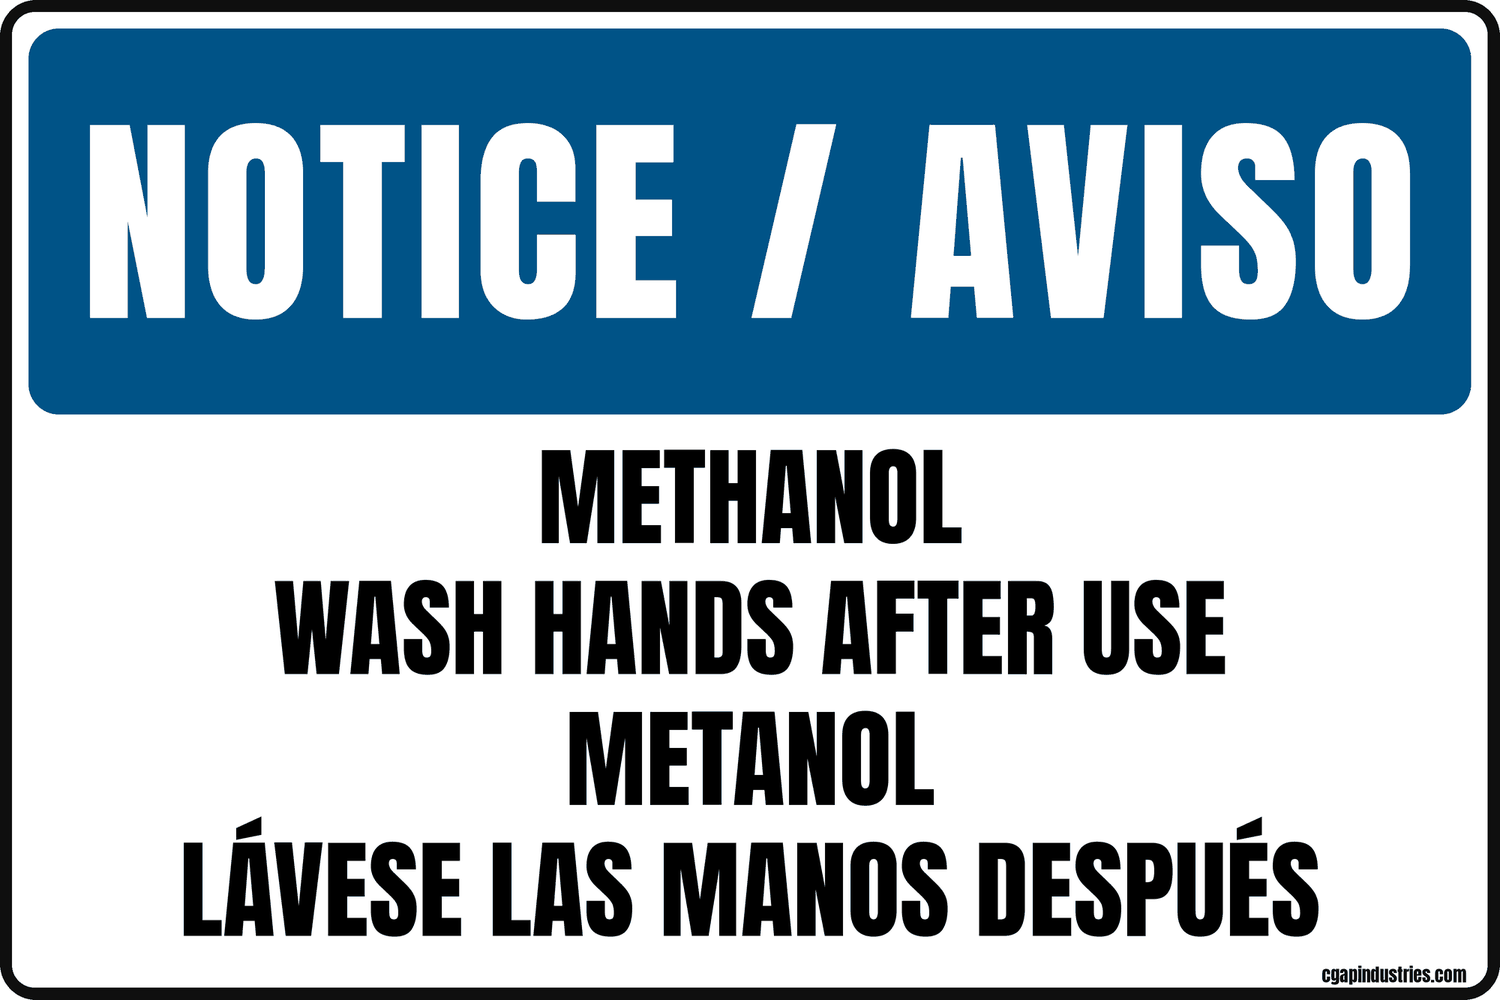 NOTICE / AVISO
METHANOL
WASH HANDS AFTER USE
METANOL
LÁVESE LAS MANOS DESPUÉS
cgapindustries.com